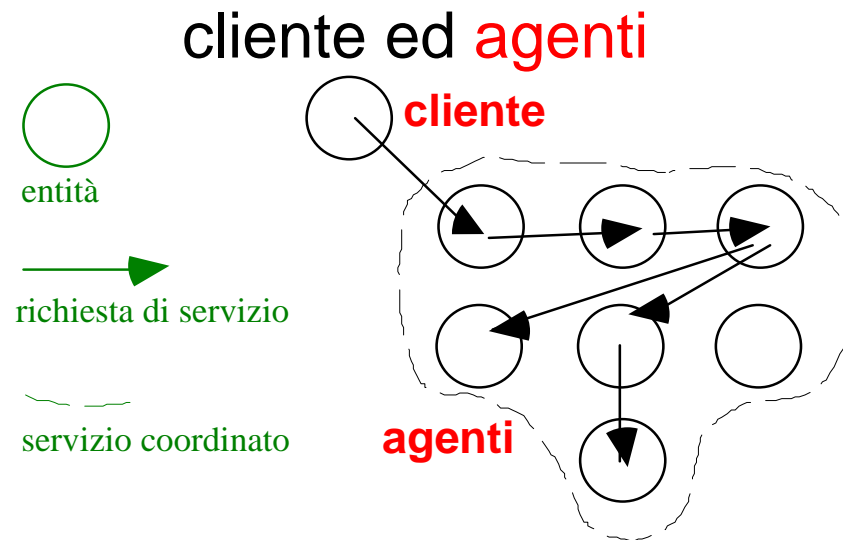 cliente ed agenti
cliente
entità
richiesta di servizio
servizio coordinato
agenti